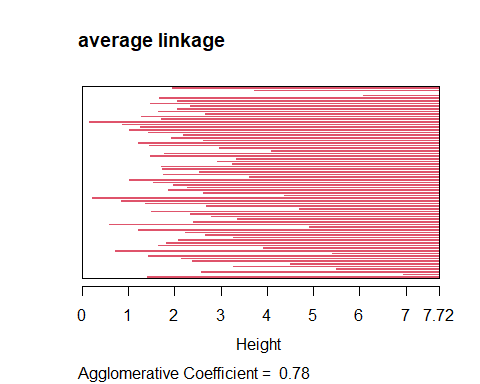 average linkage
0 1 2 3 4 5 6 7 7.72
Height
Agglomerative Coefficient = 0.78